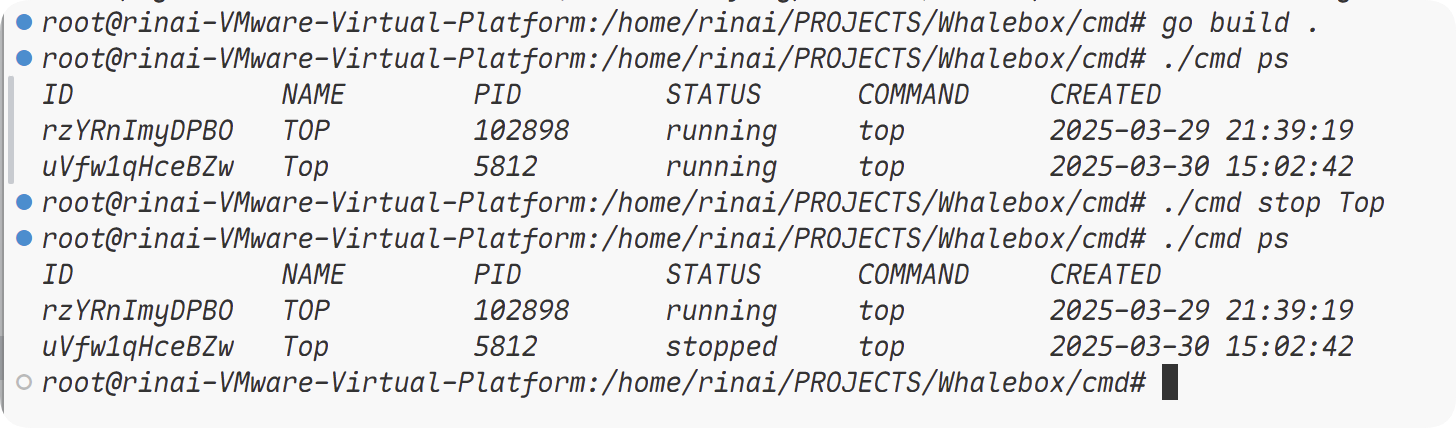 root@rinai-VMware-Virtual-Platform:/home/rinai/PROJECTS/Whalebox/cmd# go build .
root@rinai-VMware-Virtual-Platform:/home/rinai/PROJECTS/Whalebox/cmd# ./cmd ps
ID NAME PID STATUS COMMAND CREATED
rzYRnImyDPBO TOP 102898 running top 2025-03-29 21:39:19
uVfw1qHceBZw Top 5812 running top 2025-03-30 15:02:42
root@rinai-VMware-Virtual-Platform:/home/rinai/PROJECTS/Whalebox/cmd# ./cmd stop Top
root@rinai-VMware-Virtual-Platform:/home/rinai/PROJECTS/Whalebox/cmd# ./cmd ps
ID NAME PID STATUS COMMAND CREATED
rzYRnImyDPBO TOP 102898 running top 2025-03-29 21:39:19
uVfw1qHceBZw Top 5812 stopped top 2025-03-30 15:02:42
root@rinai-VMware-Virtual-Platform:/home/rinai/PROJECTS/Whalebox/cmd#